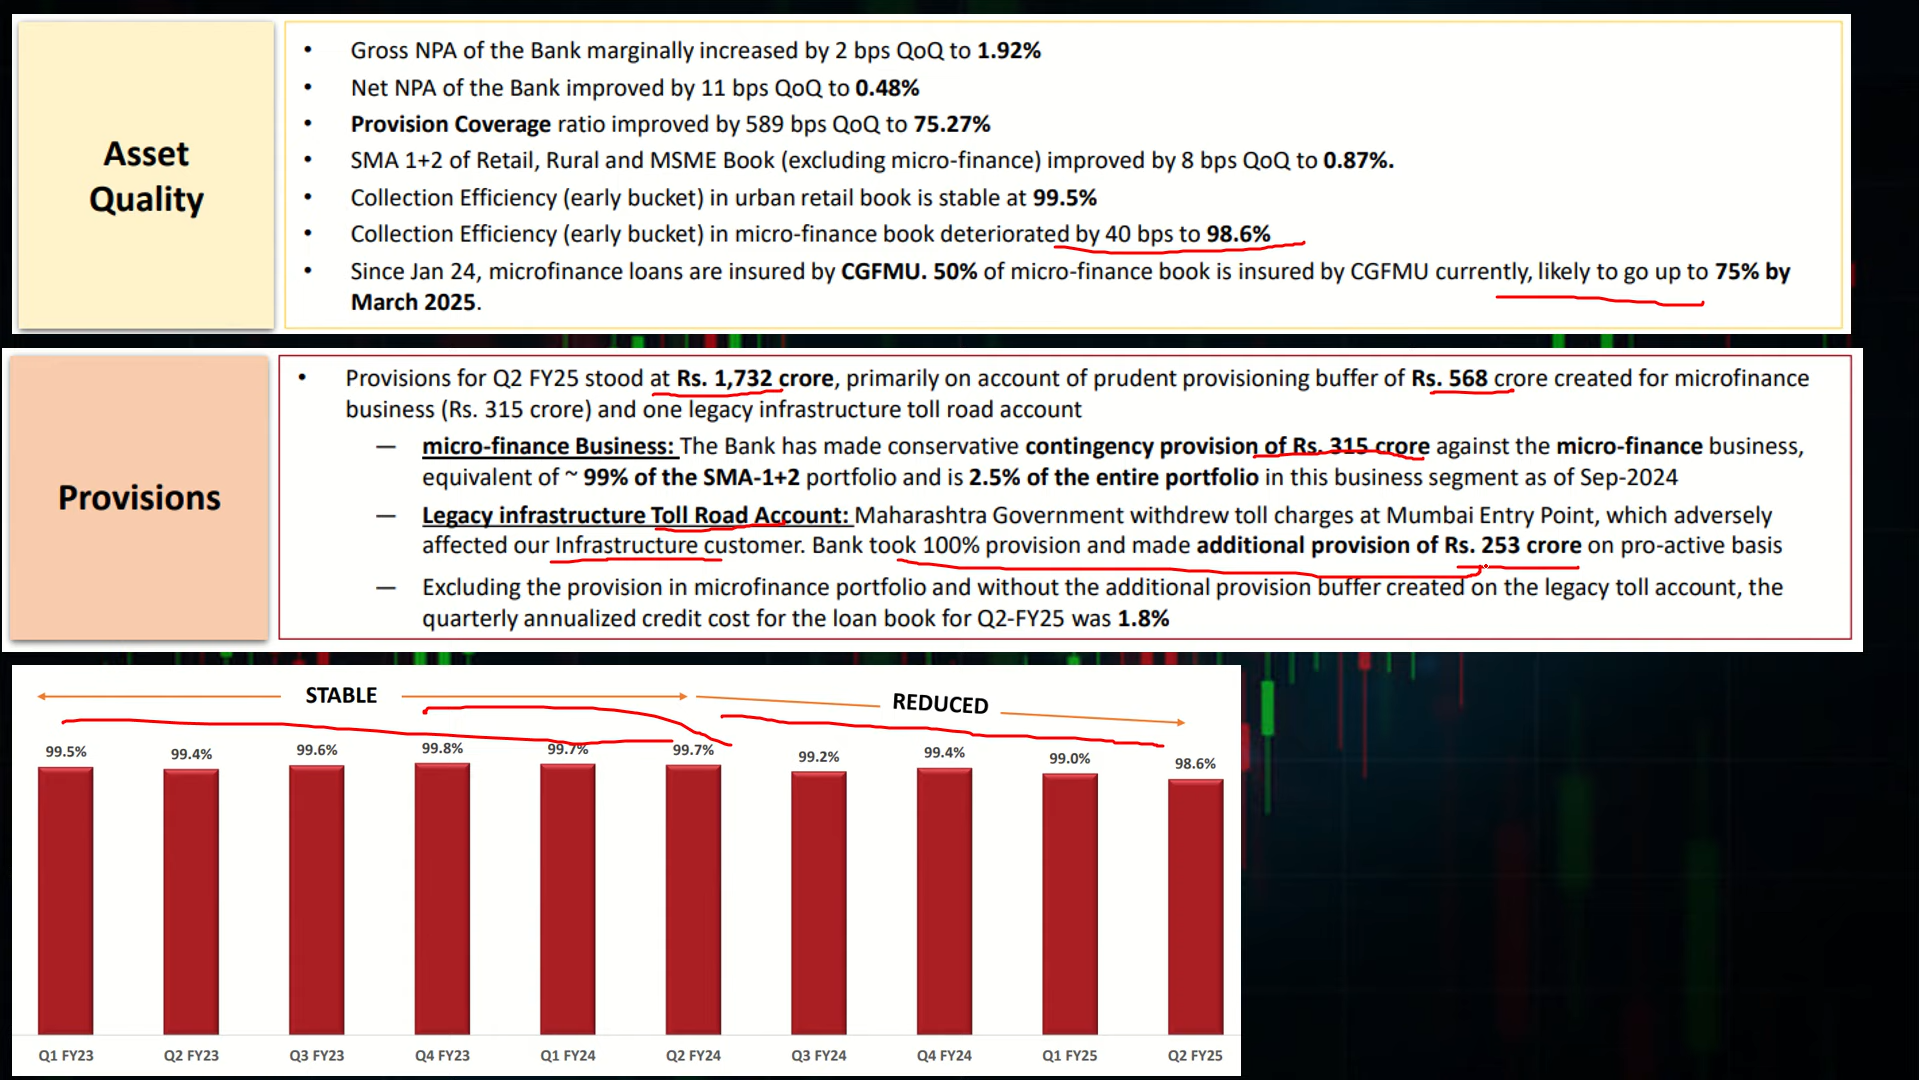 Asset
Quality
• Gross NPA of the Bank marginally increased by 2 bps QoQ to 1.92%
• Net NPA of the Bank improved by 11 bps QoQ to 0.48%
• Provision Coverage ratio improved by 589 bps QoQ to 75.27%
• SMA 1+2 of Retail, Rural and MSME Book (excluding micro-finance) improved by 8 bps QoQ to 0.87%.
• Collection Efficiency (early bucket) in urban retail book is stable at 99.5%
• Collection Efficiency (early bucket) in micro-finance book deteriorated by 40 bps to 98.6%
• Since Jan 24, microfinance loans are insured by CGFMU. 50% of micro-finance book is insured by CGFMU currently, likely to go up to 75% by
March 2025.
Provisions
• Provisions for Q2 FY25 stood at Rs. 1,732 crore, primarily on account of prudent provisioning buffer of Rs. 568 crore created for microfinance
business (Rs. 315 crore) and one legacy infrastructure toll road account
— micro-finance Business: The Bank has made conservative contingency provision of Rs. 315 crore against the micro-finance business,
equivalent of ~ 99% of the SMA-1+2 portfolio and is 2.5% of the entire portfolio in this business segment as of Sep-2024
— Legacy infrastructure Toll Road Account: Maharashtra Government withdrew toll charges at Mumbai Entry Point, which adversely
affected our Infrastructure customer. Bank took 100% provision and made additional provision of Rs. 253 crore on pro-active basis
— Excluding the provision in microfinance portfolio and without the additional provision buffer created on the legacy toll account, the
quarterly annualized credit cost for the loan book for Q2-FY25 was 1.8%
STABLE REDUCED
99.5% 99.4% 99.6% 99.8% 99.7% 99.7% 99.2% 99.4% 99.0% 98.6%
Q1 FY23 Q2 FY23 Q3 FY23 Q4 FY23 Q1 FY24 Q2 FY24 Q3 FY24 Q4 FY24 Q1 FY25 Q2 FY25